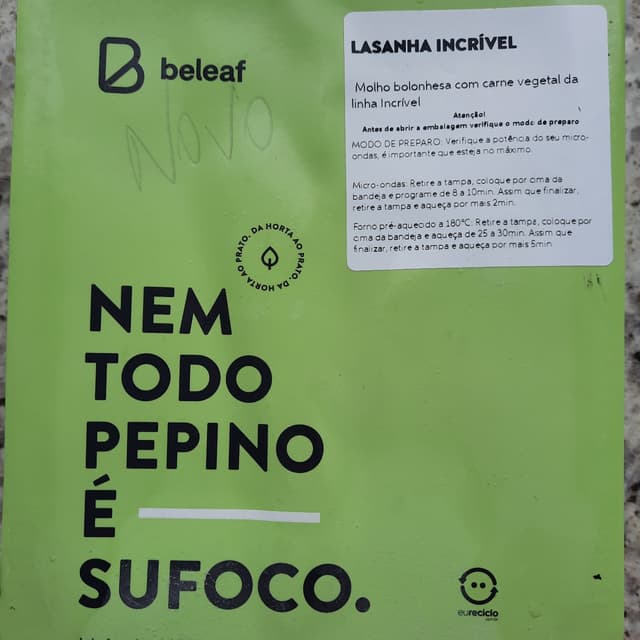 beleaf
NOVO
LASANHA INCRÍVEL
Molho bolonhesa com carne vegetal da
linha Incrível
Atenção!
Antes de abrir a embalagem verifique o modo de preparo
MODO DE PREPARO: Verifique a potência do seu micro-
ondas, é importante que esteja no máximo.
Micro-ondas: Retire a tampa, coloque por cima da
bandeja e programe de 8 a 10min. Assim que finalizar,
retire a tampa e aqueça por mais 2min.
Forno pré-aquecido a 180°C: Retire a tampa, coloque por
cima da bandeja e aqueça de 25 a 30min. Assim que
finalizar, retire a tampa e aqueça por mais 5min
DA HORTA AO PRATO. DA HORTA AO PRATO.
NEM
TODO
PEPINO
É
SUFOCO.
eureciclo